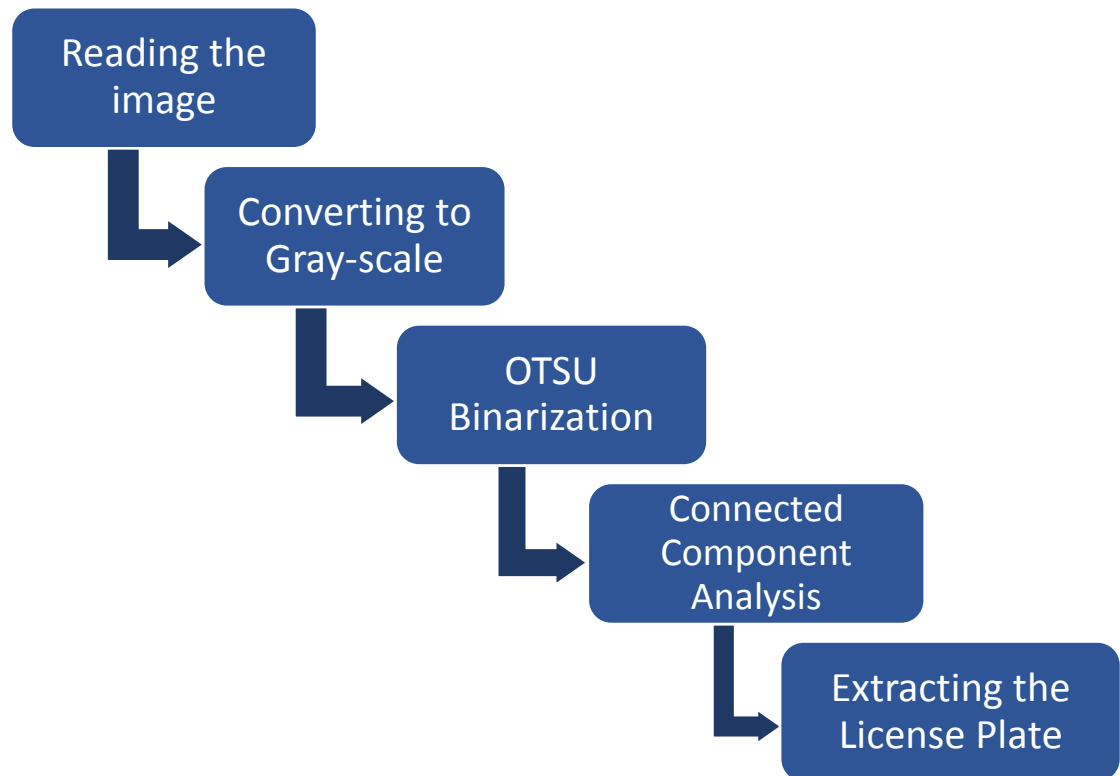 Reading the
image
Converting to
Gray-scale
OTSU
Binarization
Connected
Component
Analysis
Extracting the
License Plate